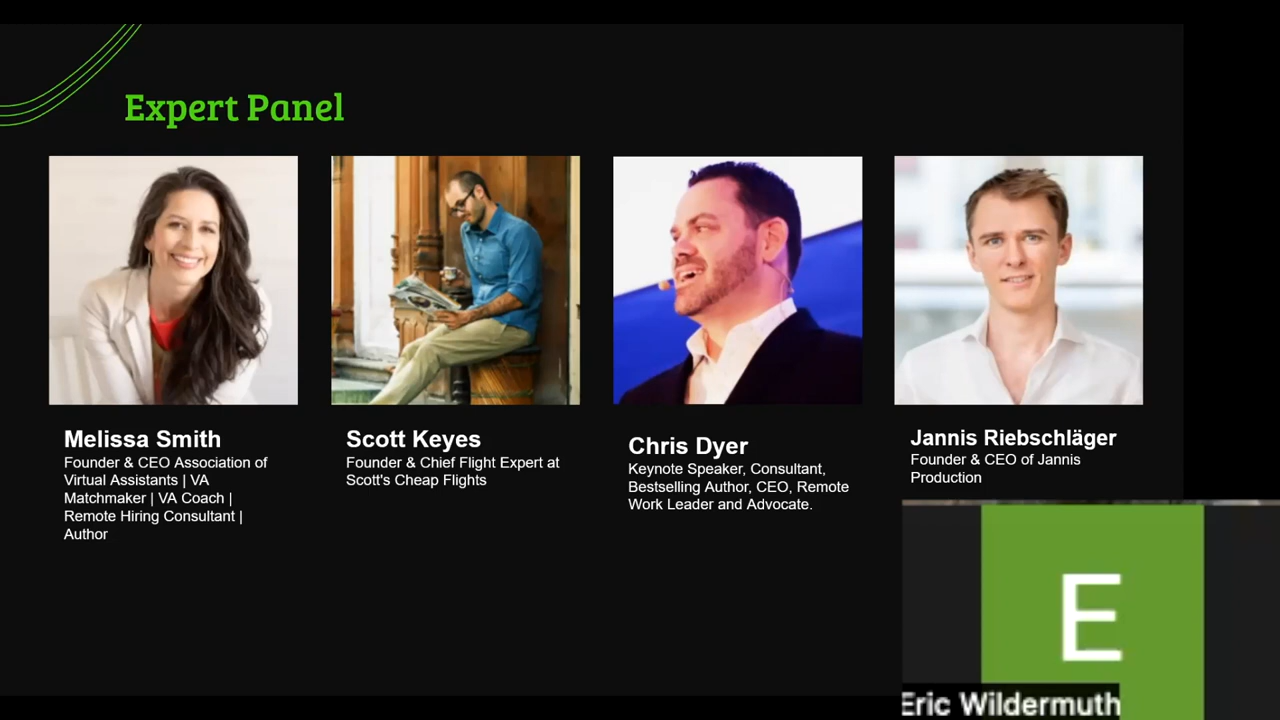 Expert Panel
Melissa Smith
Founder & CEO Association of
Virtual Assistants | VA
Matchmaker | VA Coach |
Remote Hiring Consultant |
Author
Scott Keyes
Founder & Chief Flight Expert at
Scott's Cheap Flights
Chris Dyer
Keynote Speaker, Consultant,
Bestselling Author, CEO, Remote
Work Leader and Advocate.
Jannis Riebschläger
Founder & CEO of Jannis
Production
E
Eric Wildermuth